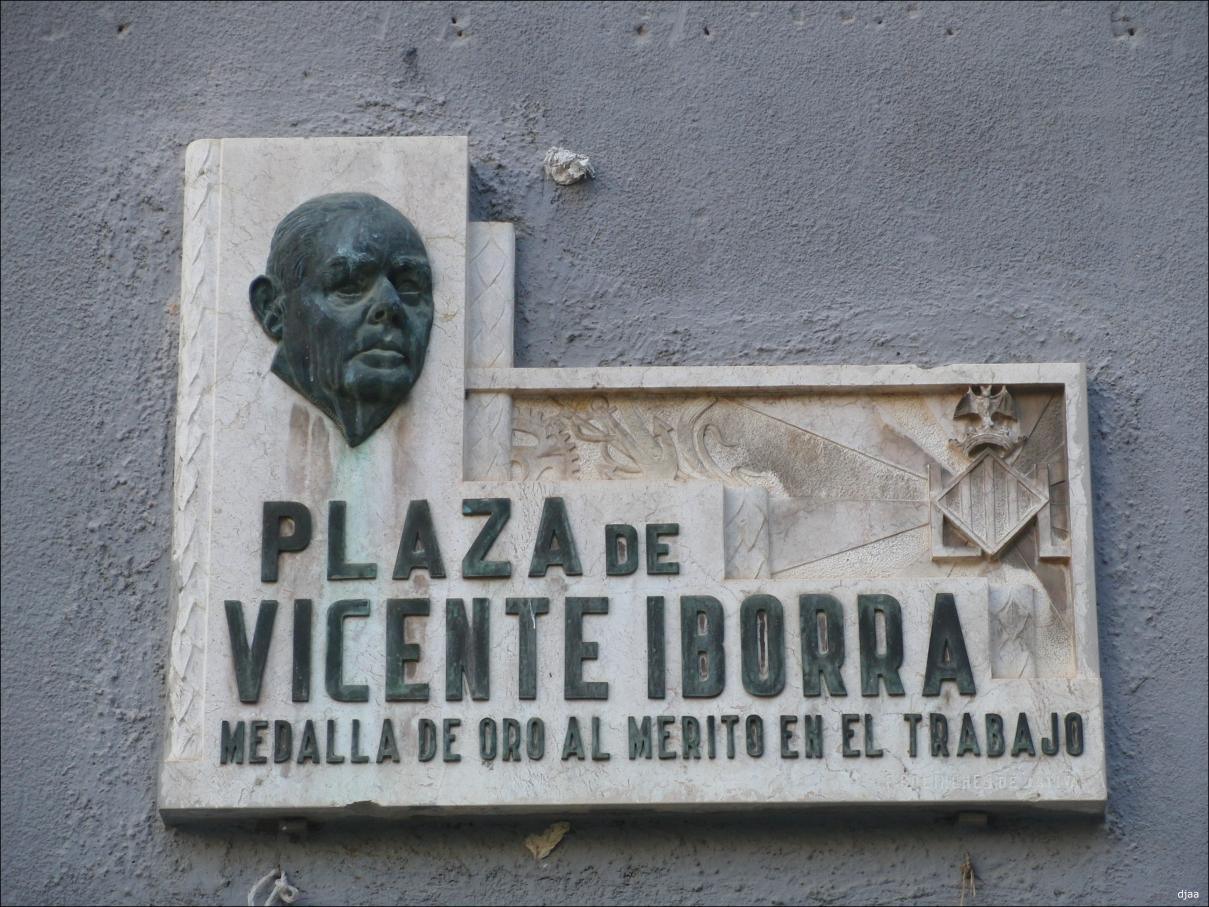 PLAZA DE
VICENTE IBORRA
MEDALLA DE ORO AL MERITO EN EL TRABAJO
L L
djaa